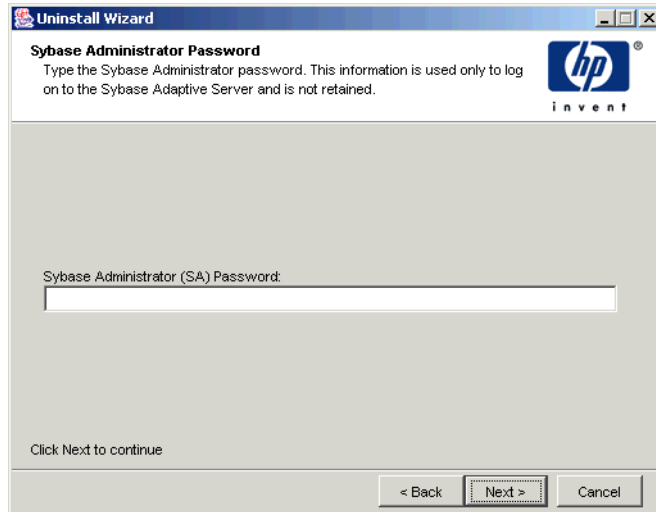 Uninstall Wizard
Sybase Administrator Password
Type the Sybase Administrator password. This information is used only to log
on to the Sybase Adaptive Server and is not retained.
hp
®
invent
Sybase Administrator (SA) Password:
Click Next to continue
< Back
Next >
Cancel